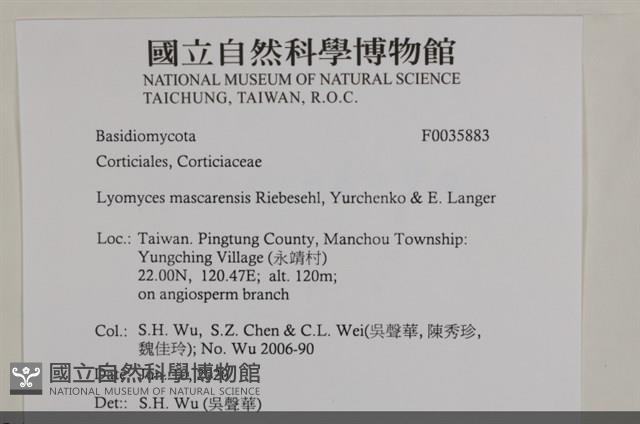 國立自然科學博物館
NATIONAL MUSEUM OF NATURAL SCIENCE
TAICHUNG, TAIWAN, R.O.C.
Basidiomycota F0035883
Corticiales, Corticiaceae
Lyomyces mascarensis Riebesehl, Yurchenko & E. Langer
Loc.: Taiwan. Pingtung County, Manchou Township:
Yungching Village (永靖村)
22.00N, 120.47E; alt. 120m;
on angiosperm branch
Col.: S.H. Wu, S.Z. Chen & C.L. Wei(吳聲華, 陳秀珍,
魏佳玲); No. Wu 2006-90
國立自然科學博物館
NATIONAL MUSEUM OF NATURAL SCIENCE
Det:: S.H. Wu (吳聲華)